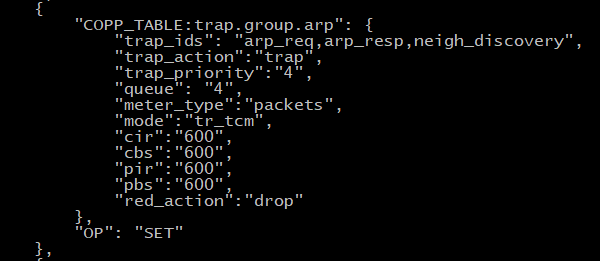 {
"COPP_TABLE:trap.group.arp": {
"trap_ids": "arp_req,arp_resp,neigh_discovery",
"trap_action":"trap",
"trap_priority":"4",
"queue": "4",
"meter_type":"packets",
"mode":"tr_tcm",
"cir":"600",
"cbs":"600",
"pir":"600",
"pbs":"600",
"red_action":"drop"
},
"OP": "SET"
},